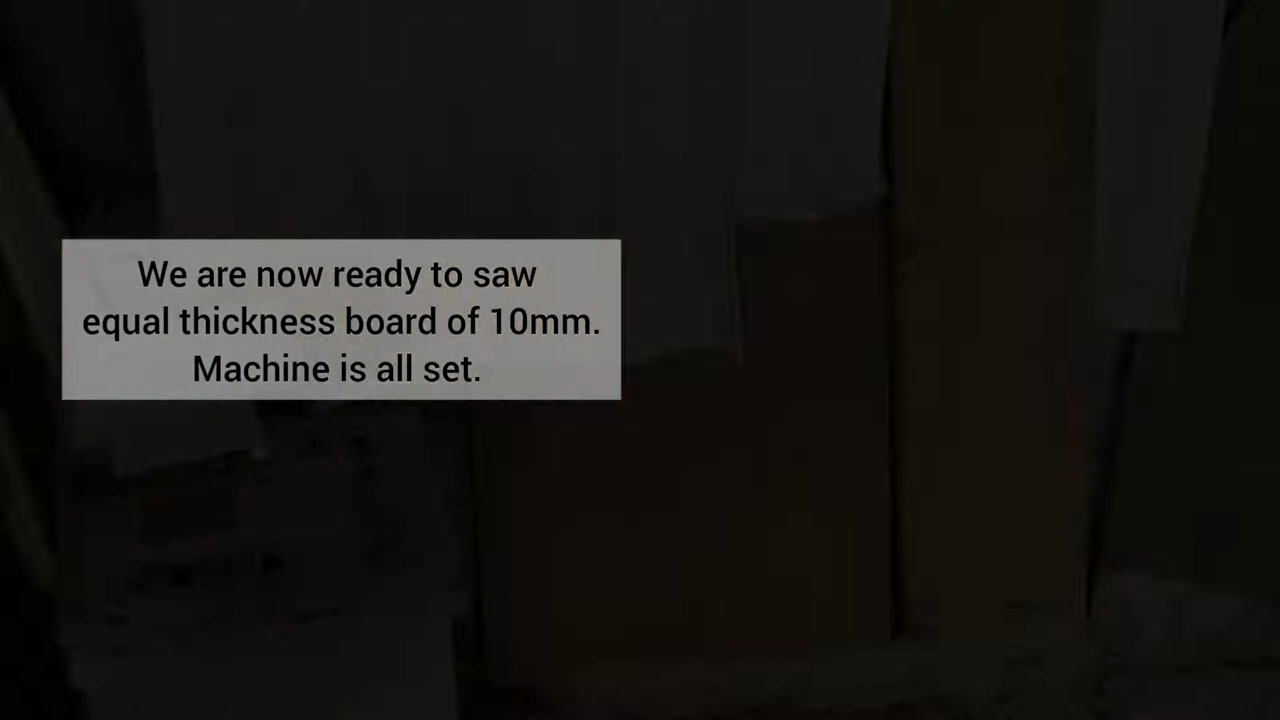 We are now ready to saw
equal thickness board of 10mm.
Machine is all set.